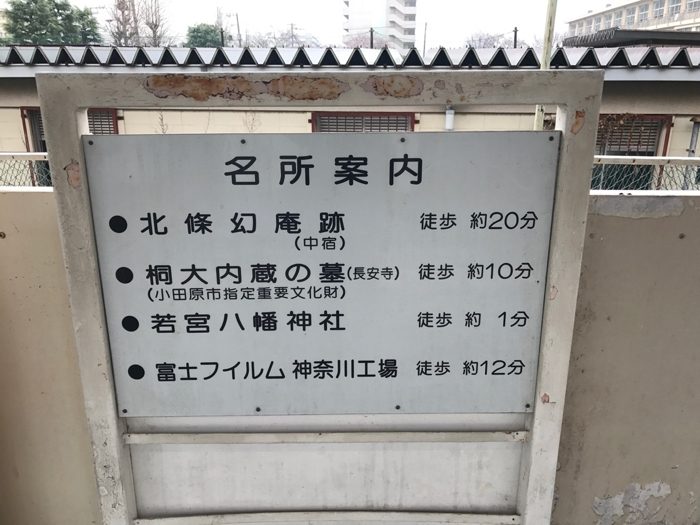 名所案内
● 北條幻庵跡 徒歩 約20分
(中宿)
● 桐大内蔵の墓(長安寺) 徒歩 約10分
(小田原市指定重要文化財)
● 若宮八幡神社 徒歩 約 1分
● 富士フイルム 神奈川工場 徒歩 約12分